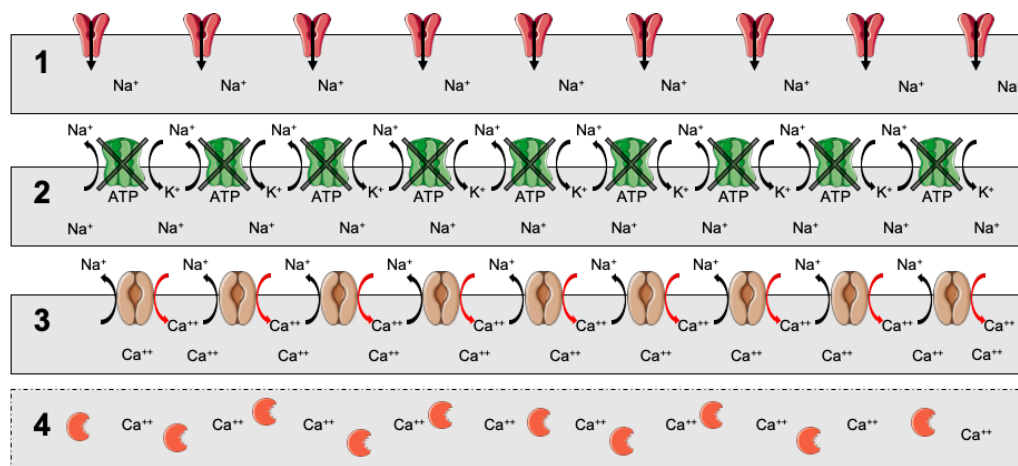 1 Na⁺ Na⁺ Na⁺ Na⁺ Na⁺ Na⁺ Na⁺ Na⁺ Na⁺
Na⁺ Na⁺ Na⁺ Na⁺ Na⁺ Na⁺ Na⁺ Na⁺ Na⁺
2 ATP K⁺ ATP K⁺ ATP K⁺ ATP K⁺ ATP K⁺ ATP K⁺ ATP K⁺ ATP K⁺ ATP K⁺
Na⁺ Na⁺ Na⁺ Na⁺ Na⁺ Na⁺ Na⁺ Na⁺ Na⁺ Na⁺ Na⁺
Na⁺ Na⁺ Na⁺ Na⁺ Na⁺ Na⁺ Na⁺ Na⁺ Na⁺
3 Ca⁺⁺ Ca⁺⁺ Ca⁺⁺ Ca⁺⁺ Ca⁺⁺ Ca⁺⁺ Ca⁺⁺ Ca⁺⁺ Ca⁺⁺
Ca⁺⁺ Ca⁺⁺ Ca⁺⁺ Ca⁺⁺ Ca⁺⁺ Ca⁺⁺ Ca⁺⁺ Ca⁺⁺ Ca⁺⁺ Ca⁺⁺ Ca⁺⁺
4 Ca⁺⁺ Ca⁺⁺ Ca⁺⁺ Ca⁺⁺ Ca⁺⁺ Ca⁺⁺ Ca⁺⁺ Ca⁺⁺ Ca⁺⁺ Ca⁺⁺